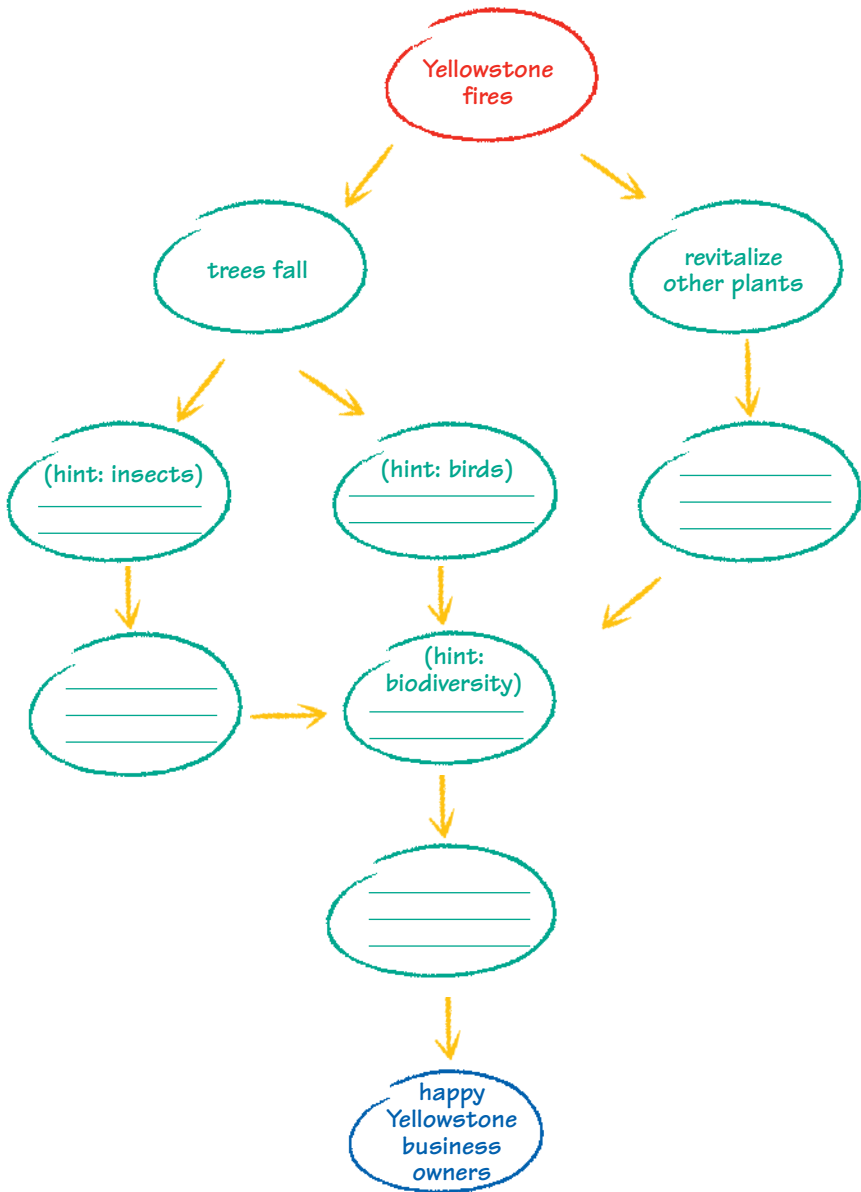 Yellowstone
fires
trees fall
revitalize
other plants
(hint: insects)
(hint: birds)
(hint:
biodiversity)
happy
Yellowstone
business
owners